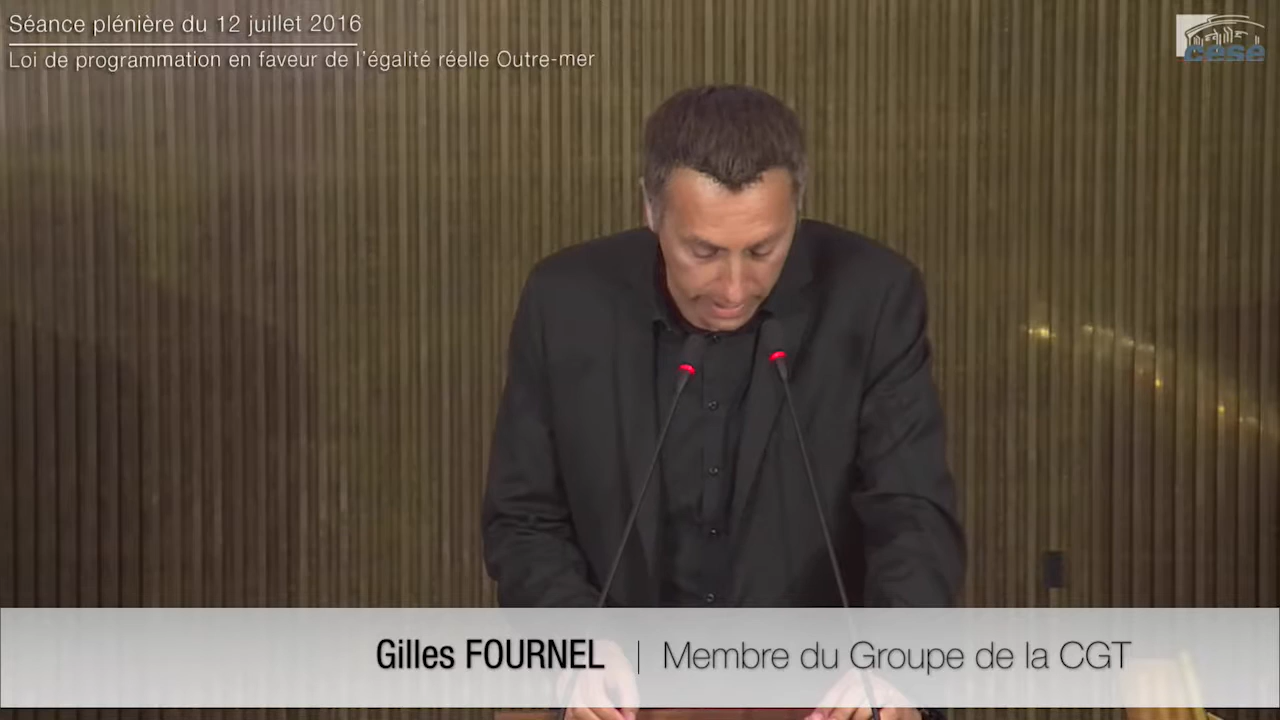 Séance plénière du 12 juillet 2016
Loi de programmation en faveur de l'égalité réelle Outre-mer
cese
Gilles FOURNEL | Membre du Groupe de la CGT